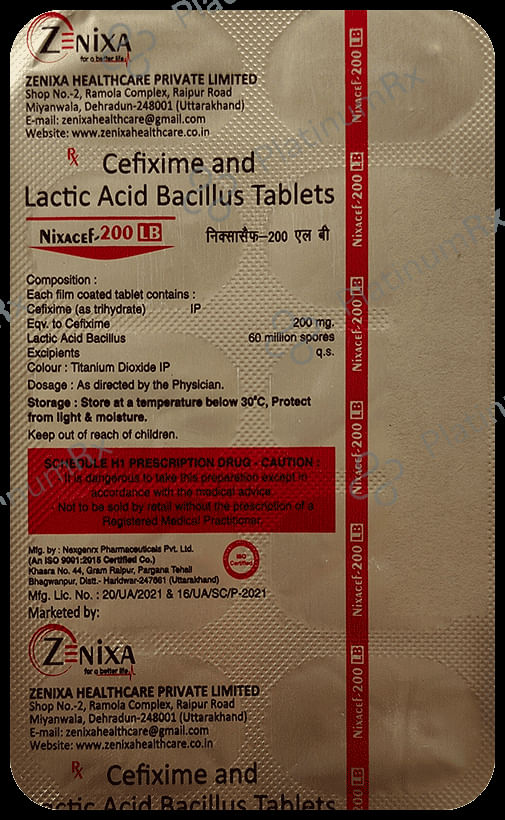 ZENIXA
for a better life
ZENIXA HEALTHCARE PRIVATE LIMITED
Shop No.-2, Ramola Complex, Raipur Road
Miyanwala, Dehradun-248001 (Uttarakhand)
E-mail: zenixahealthcare@gmail.com
Website: www.zenixahealthcare.co.in
Rx Cefixime and
Lactic Acid Bacillus Tablets
NIXACEF-200 LB
निक्सासैफ-200 एल बी
Composition :
Each film coated tablet contains :
Cefixime (as trihydrate) IP
Eqv. to Cefixime 200 mg.
Lactic Acid Bacillus 60 million spores
Excipients q.s.
Colour : Titanium Dioxide IP
Dosage : As directed by the Physician.
Storage : Store at a temperature below 30°C, Protect
from light & moisture.
Keep out of reach of children.
SCHEDULE H1 PRESCRIPTION DRUG - CAUTION :
It is dangerous to take this preparation except in
accordance with the medical advice.
Not to be sold by retail without the prescription of a
Registered Medical Practitioner.
Mfg. by : Nexgenrx Pharmaceuticals Pvt. Ltd.
(An ISO 9001:2015 Certified Co.)
Khasra No. 44, Gram Raipur, Pargana Tehsil
Bhagwanpur, Distt.- Haridwar-247661 (Uttarakhand)
ISO
Certified
Mfg. Lic. No. : 20/UA/2021 & 16/UA/SC/P-2021
Marketed by:
ZENIXA
for a better life
ZENIXA HEALTHCARE PRIVATE LIMITED
Shop No.-2, Ramola Complex, Raipur Road
Miyanwala, Dehradun-248001 (Uttarakhand)
E-mail: zenixahealthcare@gmail.com
Website: www.zenixahealthcare.co.in
Rx Cefixime and
Lactic Acid Bacillus Tablets
NIXACEF-200 LB
NIXACEF-200 LB
NIXACEF-200 LB
NIXACEF-200 LB
NIXACEF-200 LB
NIXACEF-200 LB
200 LB
PlatinumRx